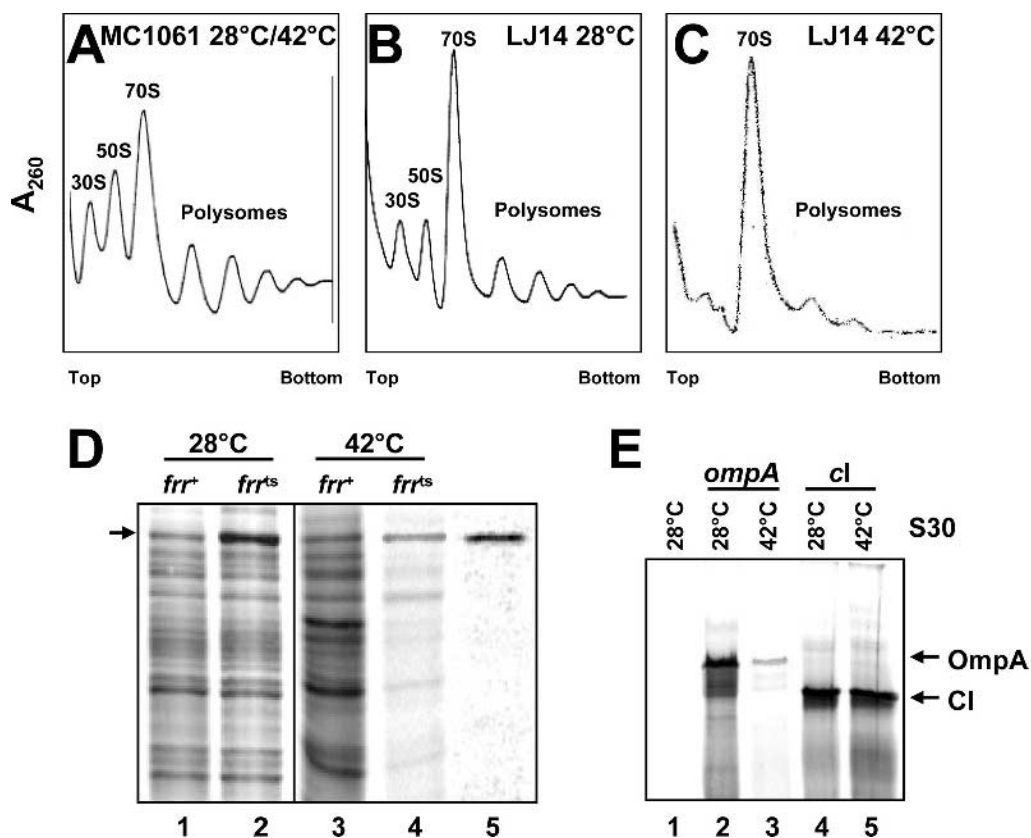 A MC1061 28°C/42°C
70S
50S
30S
Polysomes
A260
Top Bottom
B LJ14 28°C
70S
50S
30S
Polysomes
Top Bottom
C LJ14 42°C
70S
Polysomes
Top Bottom
D 28°C 42°C
frr+ frrts frr+ frrts
1 2 3 4 5
E ompA cI
28°C 28°C 42°C 28°C 42°C S30
OmpA
CI
1 2 3 4 5